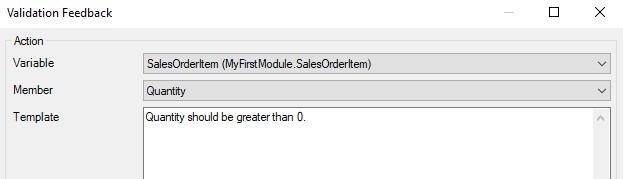 Validation Feedback
Action
Variable SalesOrderItem (MyFirstModule.SalesOrderItem)
Member Quantity
Template Quantity should be greater than 0.